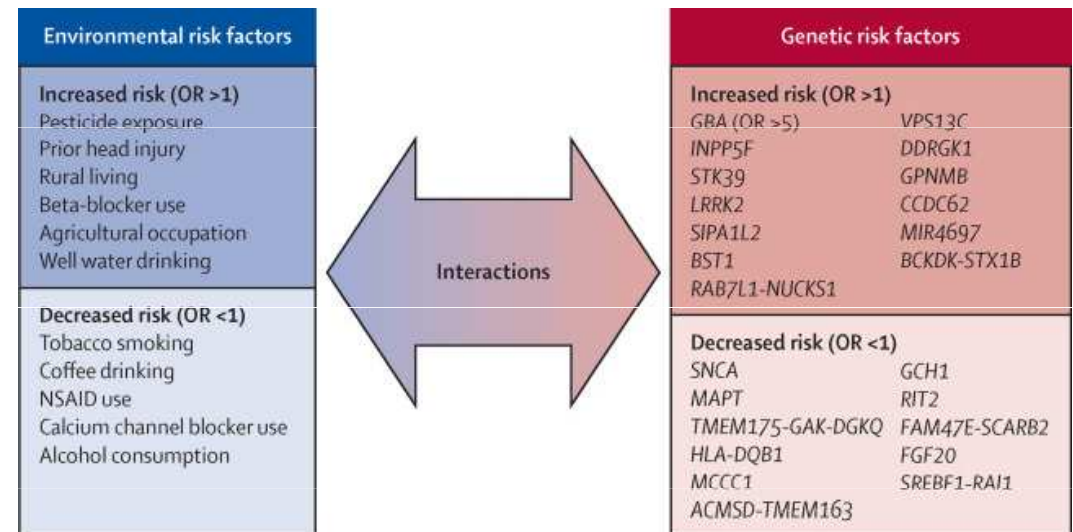 Environmental risk factors
Increased risk (OR >1)
Pesticide exposure
Prior head injury
Rural living
Beta-blocker use
Agricultural occupation
Well water drinking
Decreased risk (OR <1)
Tobacco smoking
Coffee drinking
NSAID use
Calcium channel blocker use
Alcohol consumption
Interactions
Genetic risk factors
Increased risk (OR >1)
GBA (OR >5)
INPP5F
STK39
LRRK2
SIPA1L2
BST1
RAB7L1-NUCKS1
VPS13C
DDRGK1
GPNMB
CCDC62
MIR4697
BCKDK-STX1B
Decreased risk (OR <1)
SNCA
MAPT
TMEM175-GAK-DGKQ
HLA-DQB1
MCCC1
ACMSD-TMEM163
GCH1
RIT2
FAM47E-SCARB2
FGF20
SREBF1-RAI1